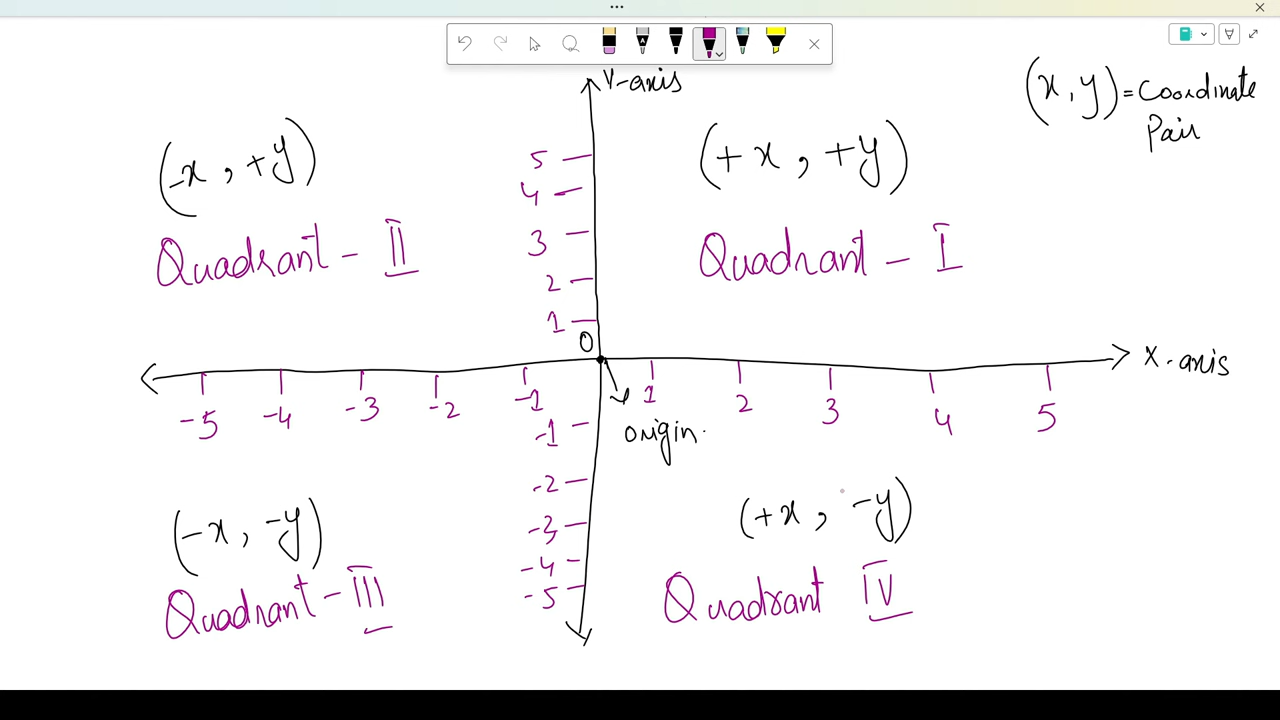 Y-axis
(x, y) = Coordinate
Pair
(-x, +y)
(+x, +y)
Quadrant - II
Quadrant - I
5
4
3
2
1
0
X-axis
-5 -4 -3 -2 -1 1 2 3 4 5
origin.
-1
-2
-3
-4
-5
(-x, -y)
(+x, -y)
Quadrant - III
Quadrant IV